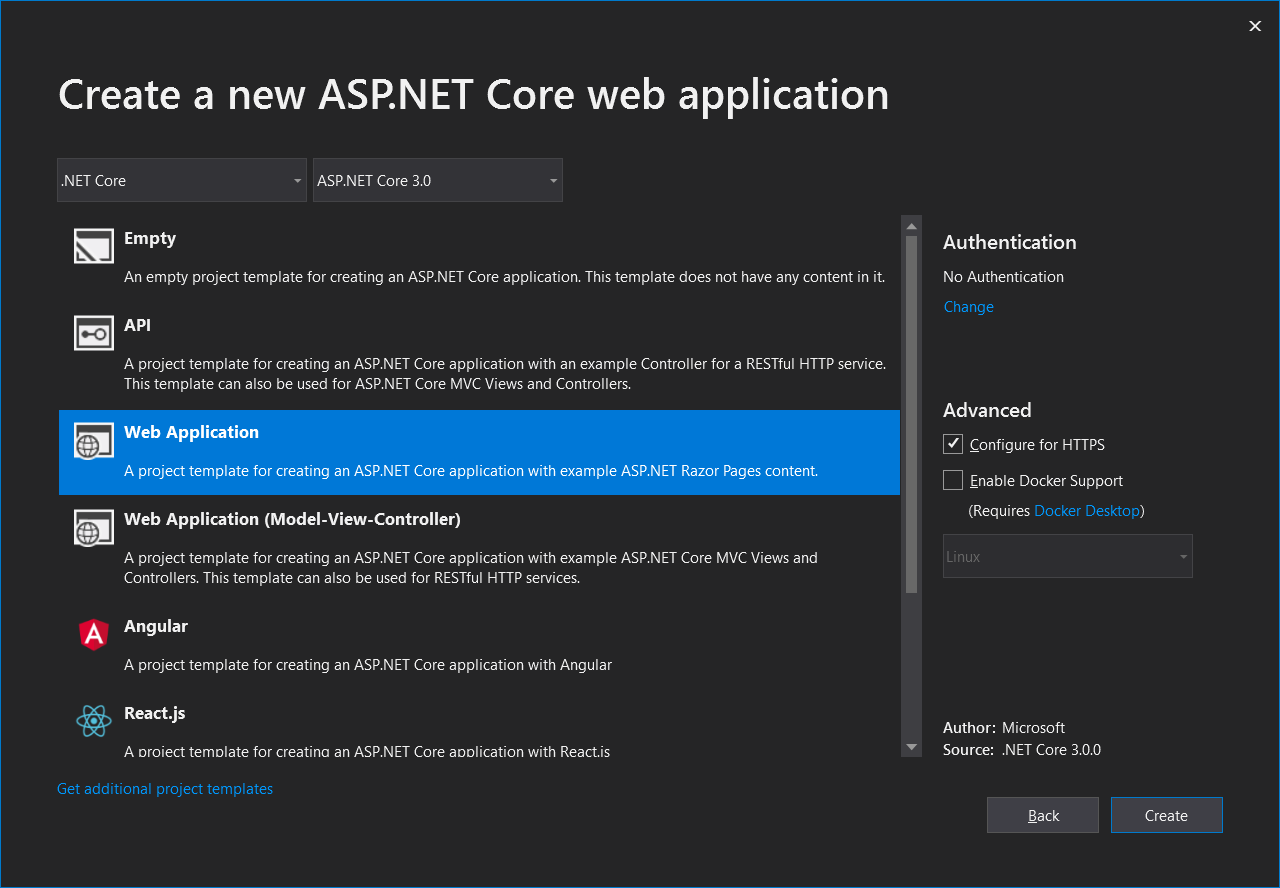 Create a new ASP.NET Core web application
.NET Core
ASP.NET Core 3.0
Empty
An empty project template for creating an ASP.NET Core application. This template does not have any content in it.
API
A project template for creating an ASP.NET Core application with an example Controller for a RESTful HTTP service.
This template can also be used for ASP.NET Core MVC Views and Controllers.
Web Application
A project template for creating an ASP.NET Core application with example ASP.NET Razor Pages content.
Web Application (Model-View-Controller)
A project template for creating an ASP.NET Core application with example ASP.NET Core MVC Views and
Controllers. This template can also be used for RESTful HTTP services.
Angular
A project template for creating an ASP.NET Core application with Angular
React.js
A project template for creating an ASP.NET Core application with React.js
Get additional project templates
Authentication
No Authentication
Change
Advanced
Configure for HTTPS
Enable Docker Support
(Requires Docker Desktop)
Linux
Author: Microsoft
Source: .NET Core 3.0.0
Back
Create